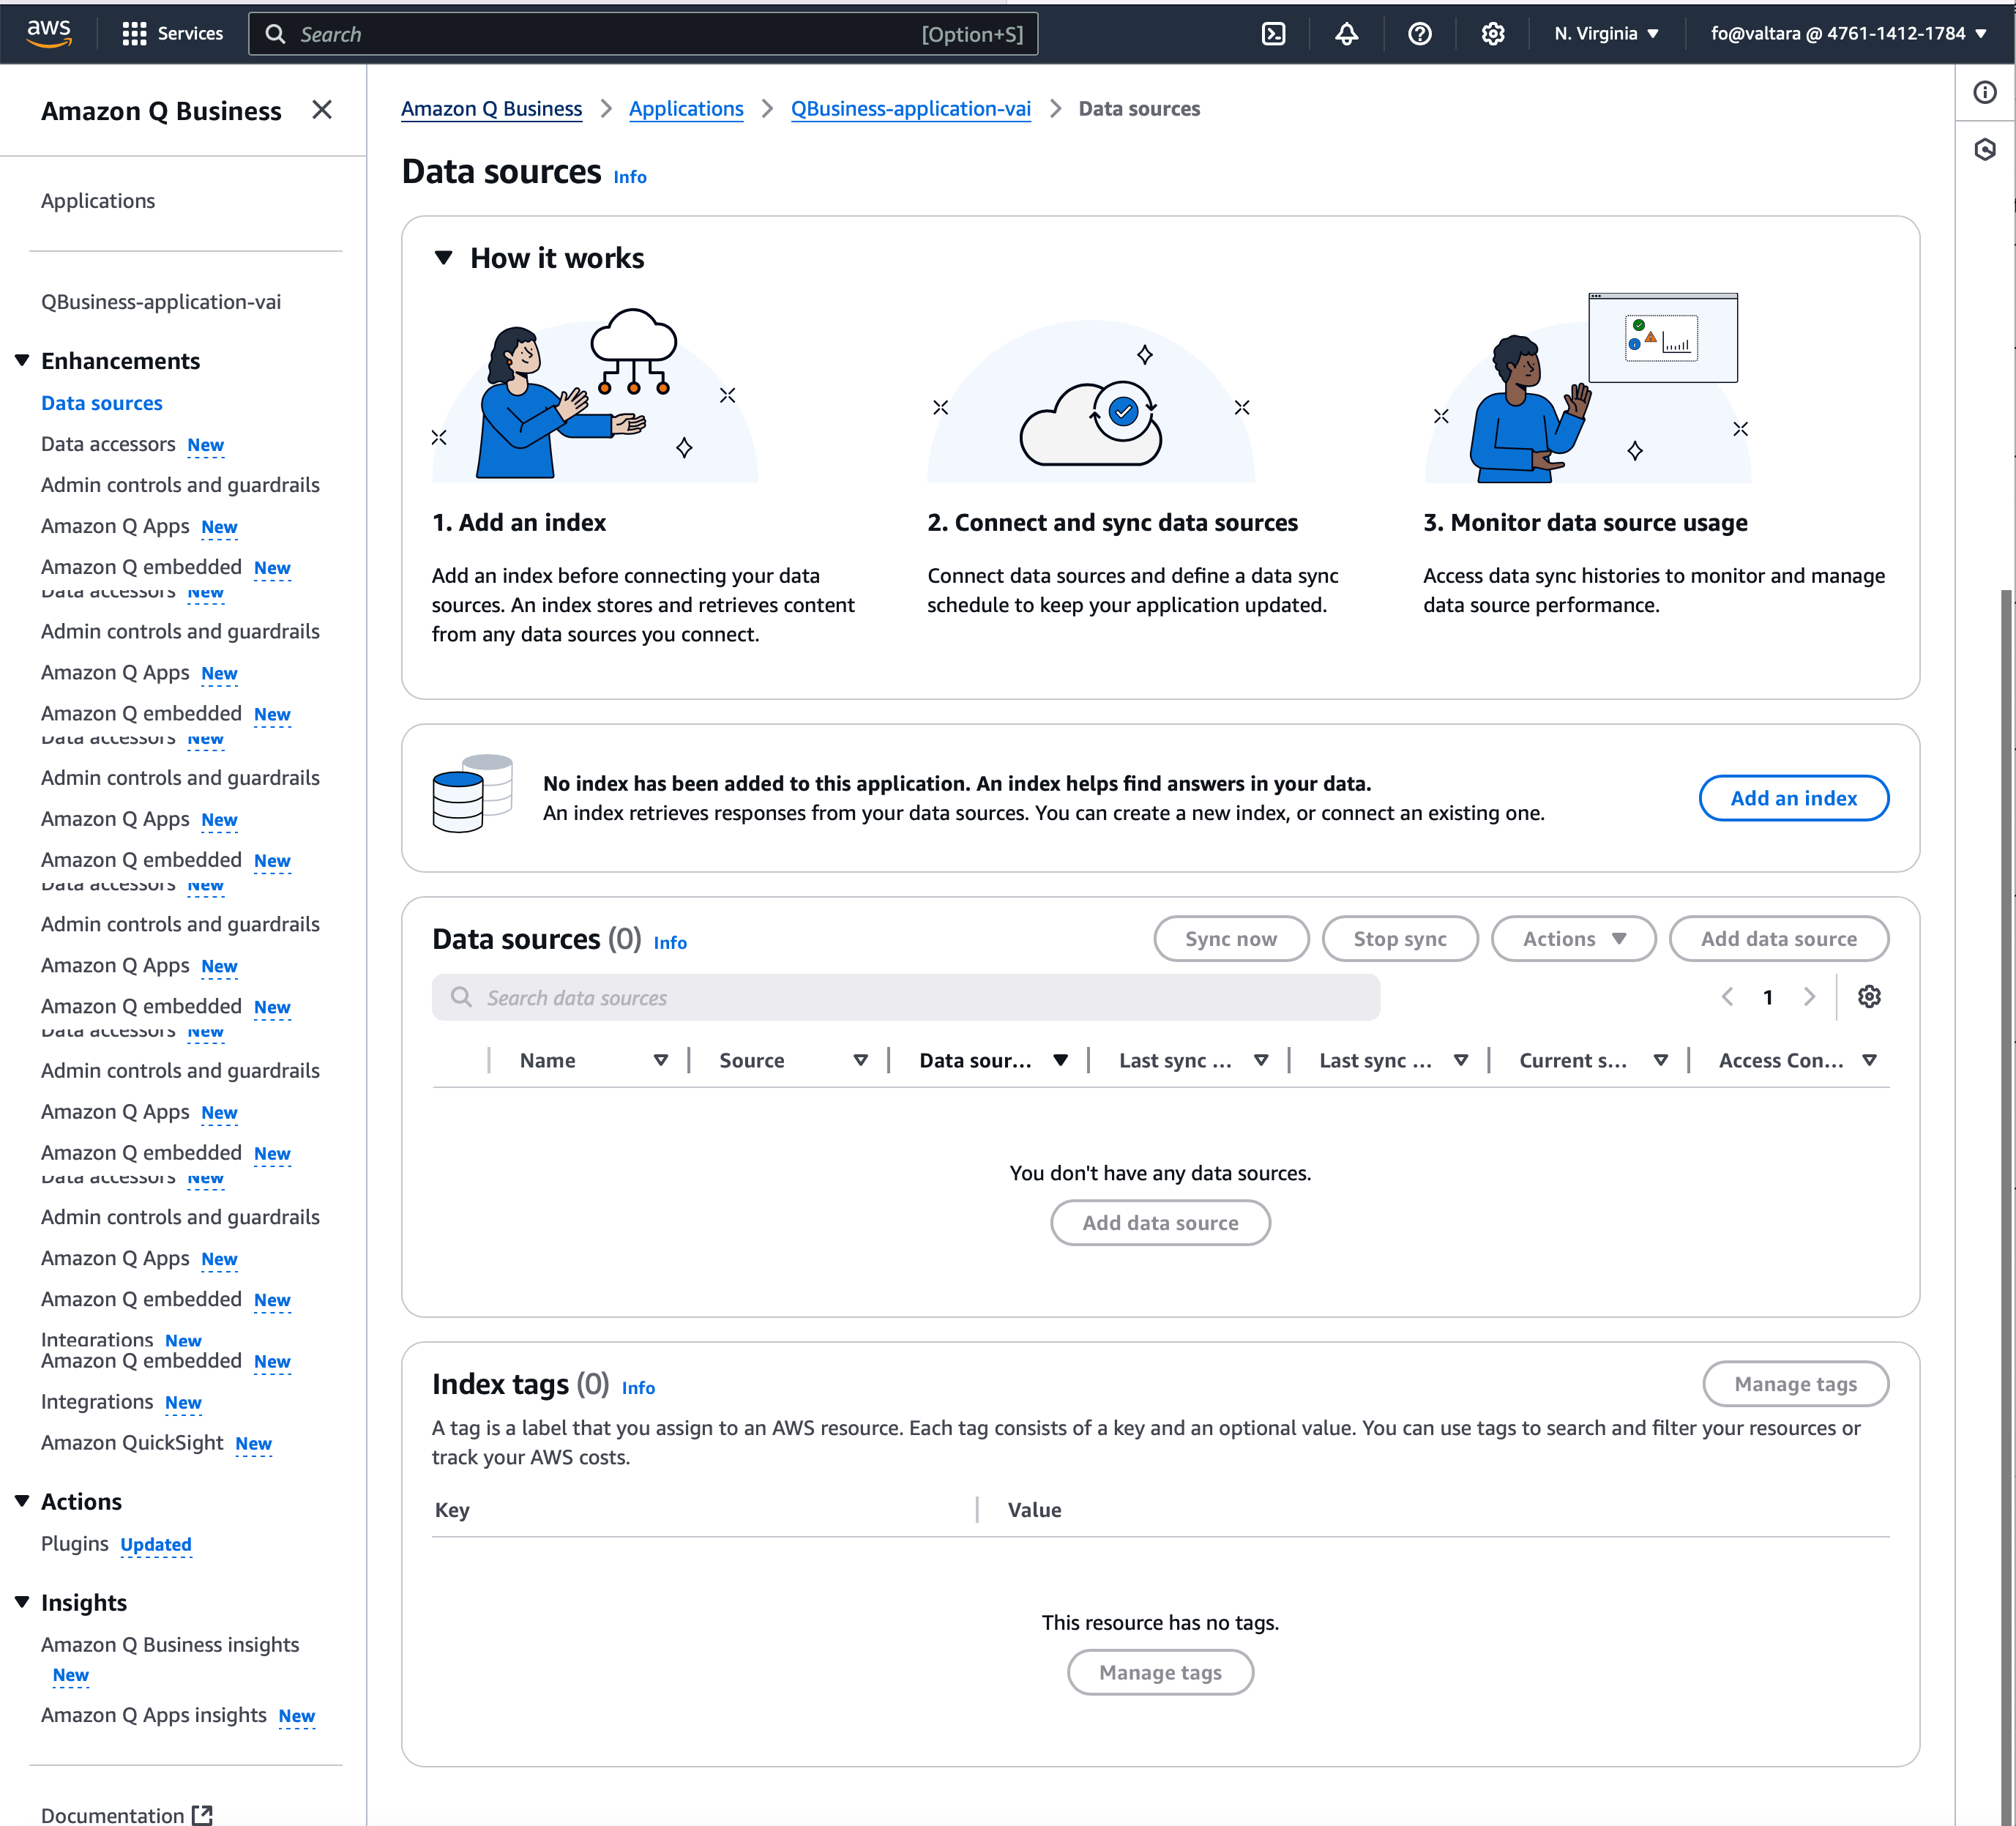 aws
Services
Search
[Option+S]
N. Virginia
fo@valtara @ 4761-1412-1784
Amazon Q Business
Applications
QBusiness-application-vai
Enhancements
Data sources
Data accessors New
Admin controls and guardrails
Amazon Q Apps New
Amazon Q embedded New
Data accessors New
Admin controls and guardrails
Amazon Q Apps New
Amazon Q embedded New
Data accessors New
Admin controls and guardrails
Amazon Q Apps New
Amazon Q embedded New
Data accessors New
Admin controls and guardrails
Amazon Q Apps New
Amazon Q embedded New
Data accessors New
Admin controls and guardrails
Amazon Q Apps New
Amazon Q embedded New
Data accessors New
Admin controls and guardrails
Amazon Q Apps New
Amazon Q embedded New
Integrations New
Amazon Q embedded New
Integrations New
Amazon QuickSight New
Actions
Plugins Updated
Insights
Amazon Q Business insights
New
Amazon Q Apps insights New
Documentation
Amazon Q Business > Applications > QBusiness-application-vai > Data sources
Data sources Info
How it works
1. Add an index
Add an index before connecting your data
sources. An index stores and retrieves content
from any data sources you connect.
2. Connect and sync data sources
Connect data sources and define a data sync
schedule to keep your application updated.
3. Monitor data source usage
Access data sync histories to monitor and manage
data source performance.
No index has been added to this application. An index helps find answers in your data.
An index retrieves responses from your data sources. You can create a new index, or connect an existing one.
Add an index
Data sources (0) Info
Sync now
Stop sync
Actions
Add data source
Search data sources
1
Name
Source
Data sour...
Last sync ...
Last sync ...
Current s...
Access Con...
You don't have any data sources.
Add data source
Index tags (0) Info
Manage tags
A tag is a label that you assign to an AWS resource. Each tag consists of a key and an optional value. You can use tags to search and filter your resources or
track your AWS costs.
Key
Value
This resource has no tags.
Manage tags